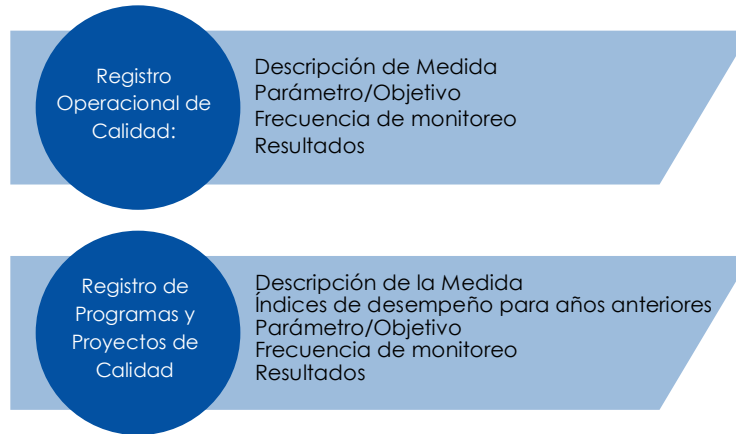 Registro
Operacional de
Calidad:
Descripción de Medida
Parámetro/Objetivo
Frecuencia de monitoreo
Resultados
Registro de
Programas y
Proyectos de
Calidad
Descripción de la Medida
Índices de desempeño para años anteriores
Parámetro/Objetivo
Frecuencia de monitoreo
Resultados